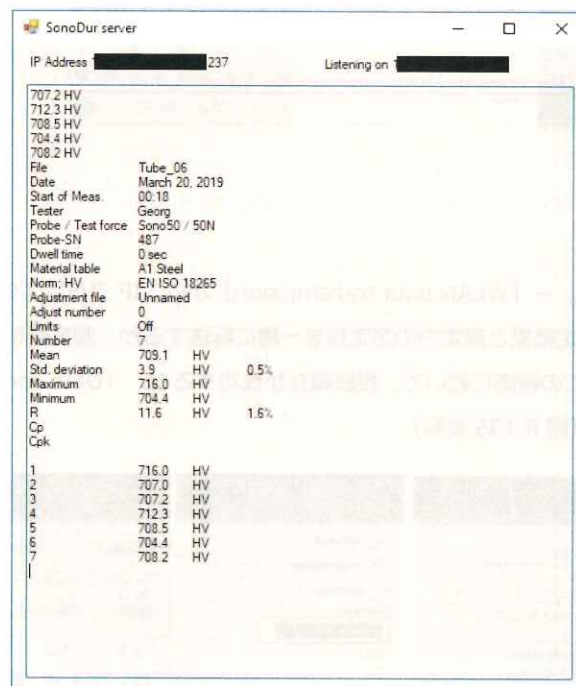 SonoDur server
IP Address 237 Listening on
707.2 HV
712.3 HV
708.5 HV
704.4 HV
708.2 HV
File Tube_06
Date March 20, 2019
Start of Meas. 00:18
Tester Georg
Probe / Test force Sono50 / 50N
Probe-SN 487
Dwell time 0 sec
Material table A1 Steel
Norm; HV EN ISO 18265
Adjustment file Unnamed
Adjust number 0
Limits Off
Number 7
Mean 709.1 HV
Std. deviation 3.9 HV 0.5%
Maximum 716.0 HV
Minimum 704.4 HV
R 11.6 HV 1.6%
Cp
Cpk
1 716.0 HV
2 707.0 HV
3 707.2 HV
4 712.3 HV
5 708.5 HV
6 704.4 HV
7 708.2 HV